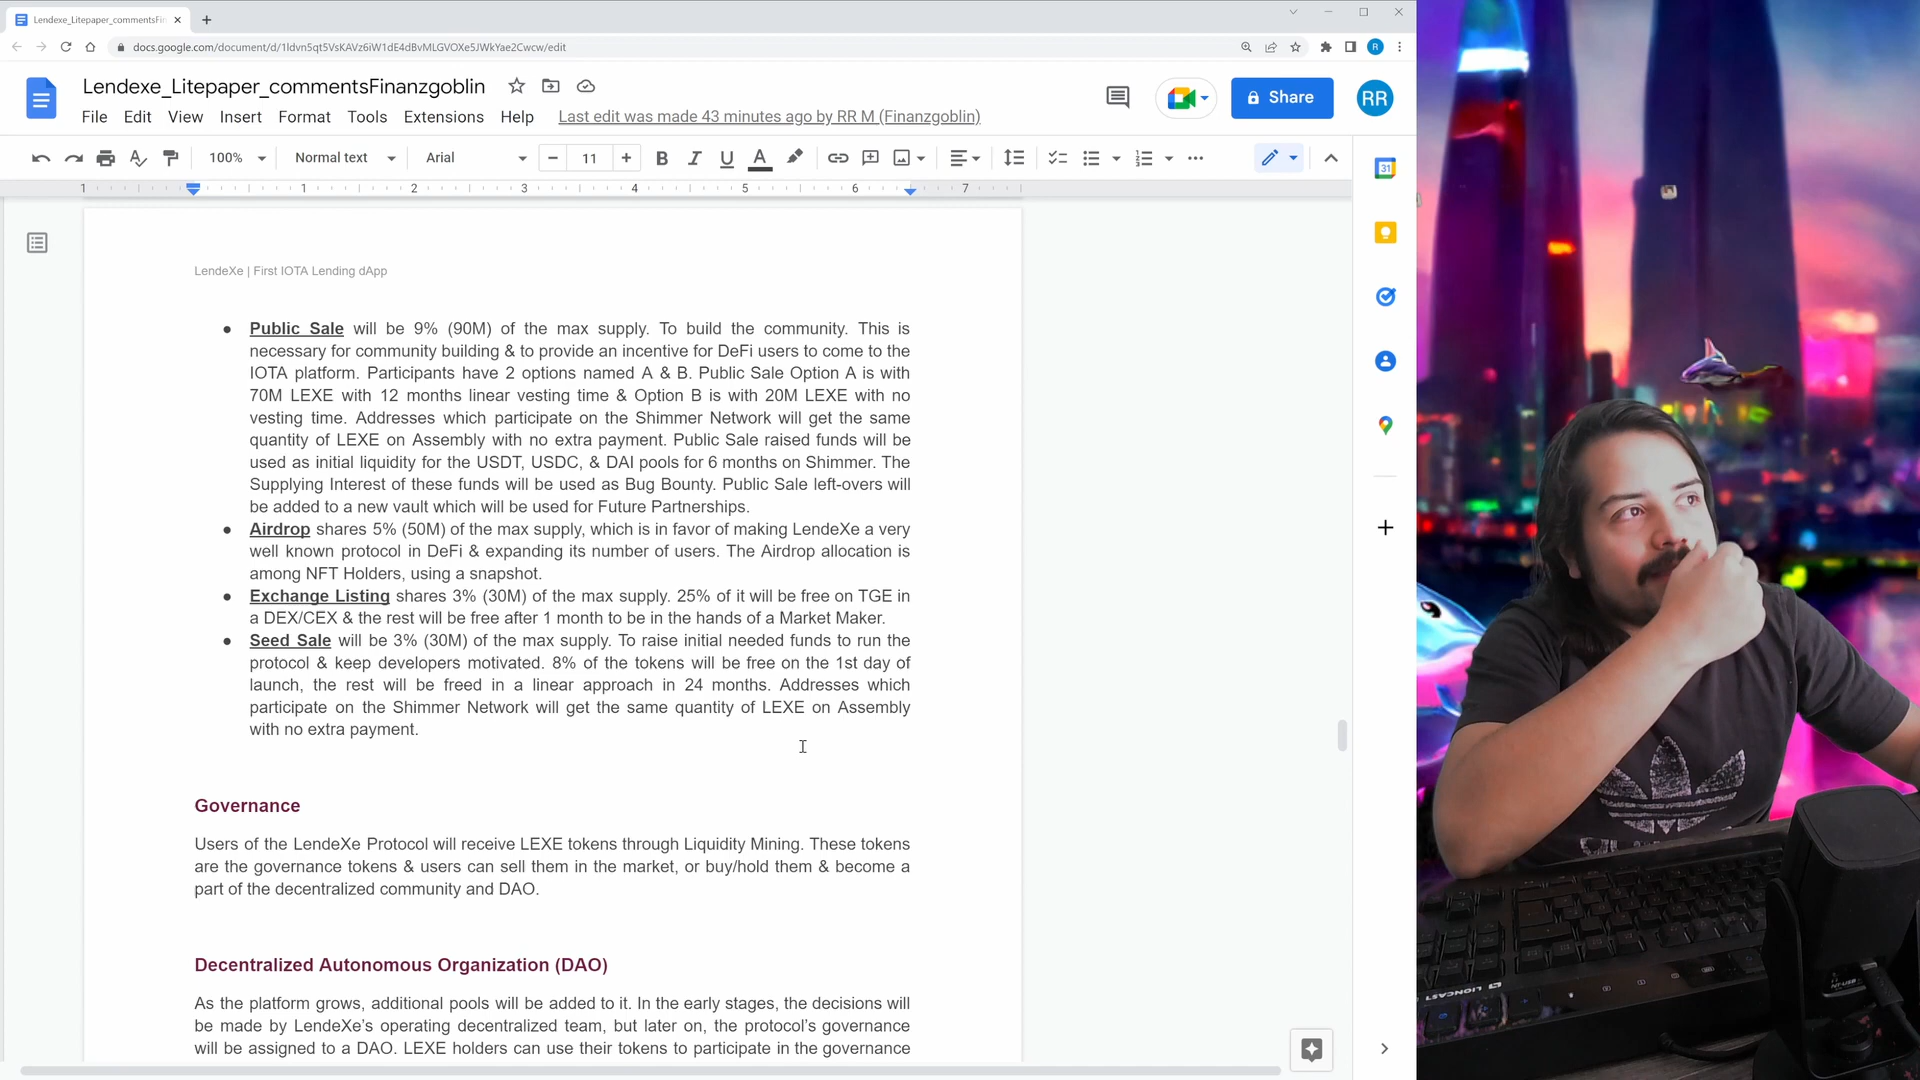 Lendexe_Litepaper_commentsFin
docs.google.com/document/d/1ldvn5qt5VsKAVz6iW1dE4dBvMLGVOXe5JWkYae2Cwcw/edit
R
Lendexe_Litepaper_commentsFinanzgoblin
Share
RR
File Edit View Insert Format Tools Extensions Help Last edit was made 43 minutes ago by RR M (Finanzgoblin)
100% Normal text Arial 11
1 1 2 3 4 5 6 7
31
LendeXe | First IOTA Lending dApp
● Public Sale will be 9% (90M) of the max supply. To build the community. This is
necessary for community building & to provide an incentive for DeFi users to come to the
IOTA platform. Participants have 2 options named A & B. Public Sale Option A is with
70M LEXE with 12 months linear vesting time & Option B is with 20M LEXE with no
vesting time. Addresses which participate on the Shimmer Network will get the same
quantity of LEXE on Assembly with no extra payment. Public Sale raised funds will be
used as initial liquidity for the USDT, USDC, & DAI pools for 6 months on Shimmer. The
Supplying Interest of these funds will be used as Bug Bounty. Public Sale left-overs will
be added to a new vault which will be used for Future Partnerships.
● Airdrop shares 5% (50M) of the max supply, which is in favor of making LendeXe a very
well known protocol in DeFi & expanding its number of users. The Airdrop allocation is
among NFT Holders, using a snapshot.
● Exchange Listing shares 3% (30M) of the max supply. 25% of it will be free on TGE in
a DEX/CEX & the rest will be free after 1 month to be in the hands of a Market Maker.
● Seed Sale will be 3% (30M) of the max supply. To raise initial needed funds to run the
protocol & keep developers motivated. 8% of the tokens will be free on the 1st day of
launch, the rest will be freed in a linear approach in 24 months. Addresses which
participate on the Shimmer Network will get the same quantity of LEXE on Assembly
with no extra payment.
Governance
Users of the LendeXe Protocol will receive LEXE tokens through Liquidity Mining. These tokens
are the governance tokens & users can sell them in the market, or buy/hold them & become a
part of the decentralized community and DAO.
Decentralized Autonomous Organization (DAO)
As the platform grows, additional pools will be added to it. In the early stages, the decisions will
be made by LendeXe's operating decentralized team, but later on, the protocol's governance
will be assigned to a DAO. LEXE holders can use their tokens to participate in the governance
LIONCAST